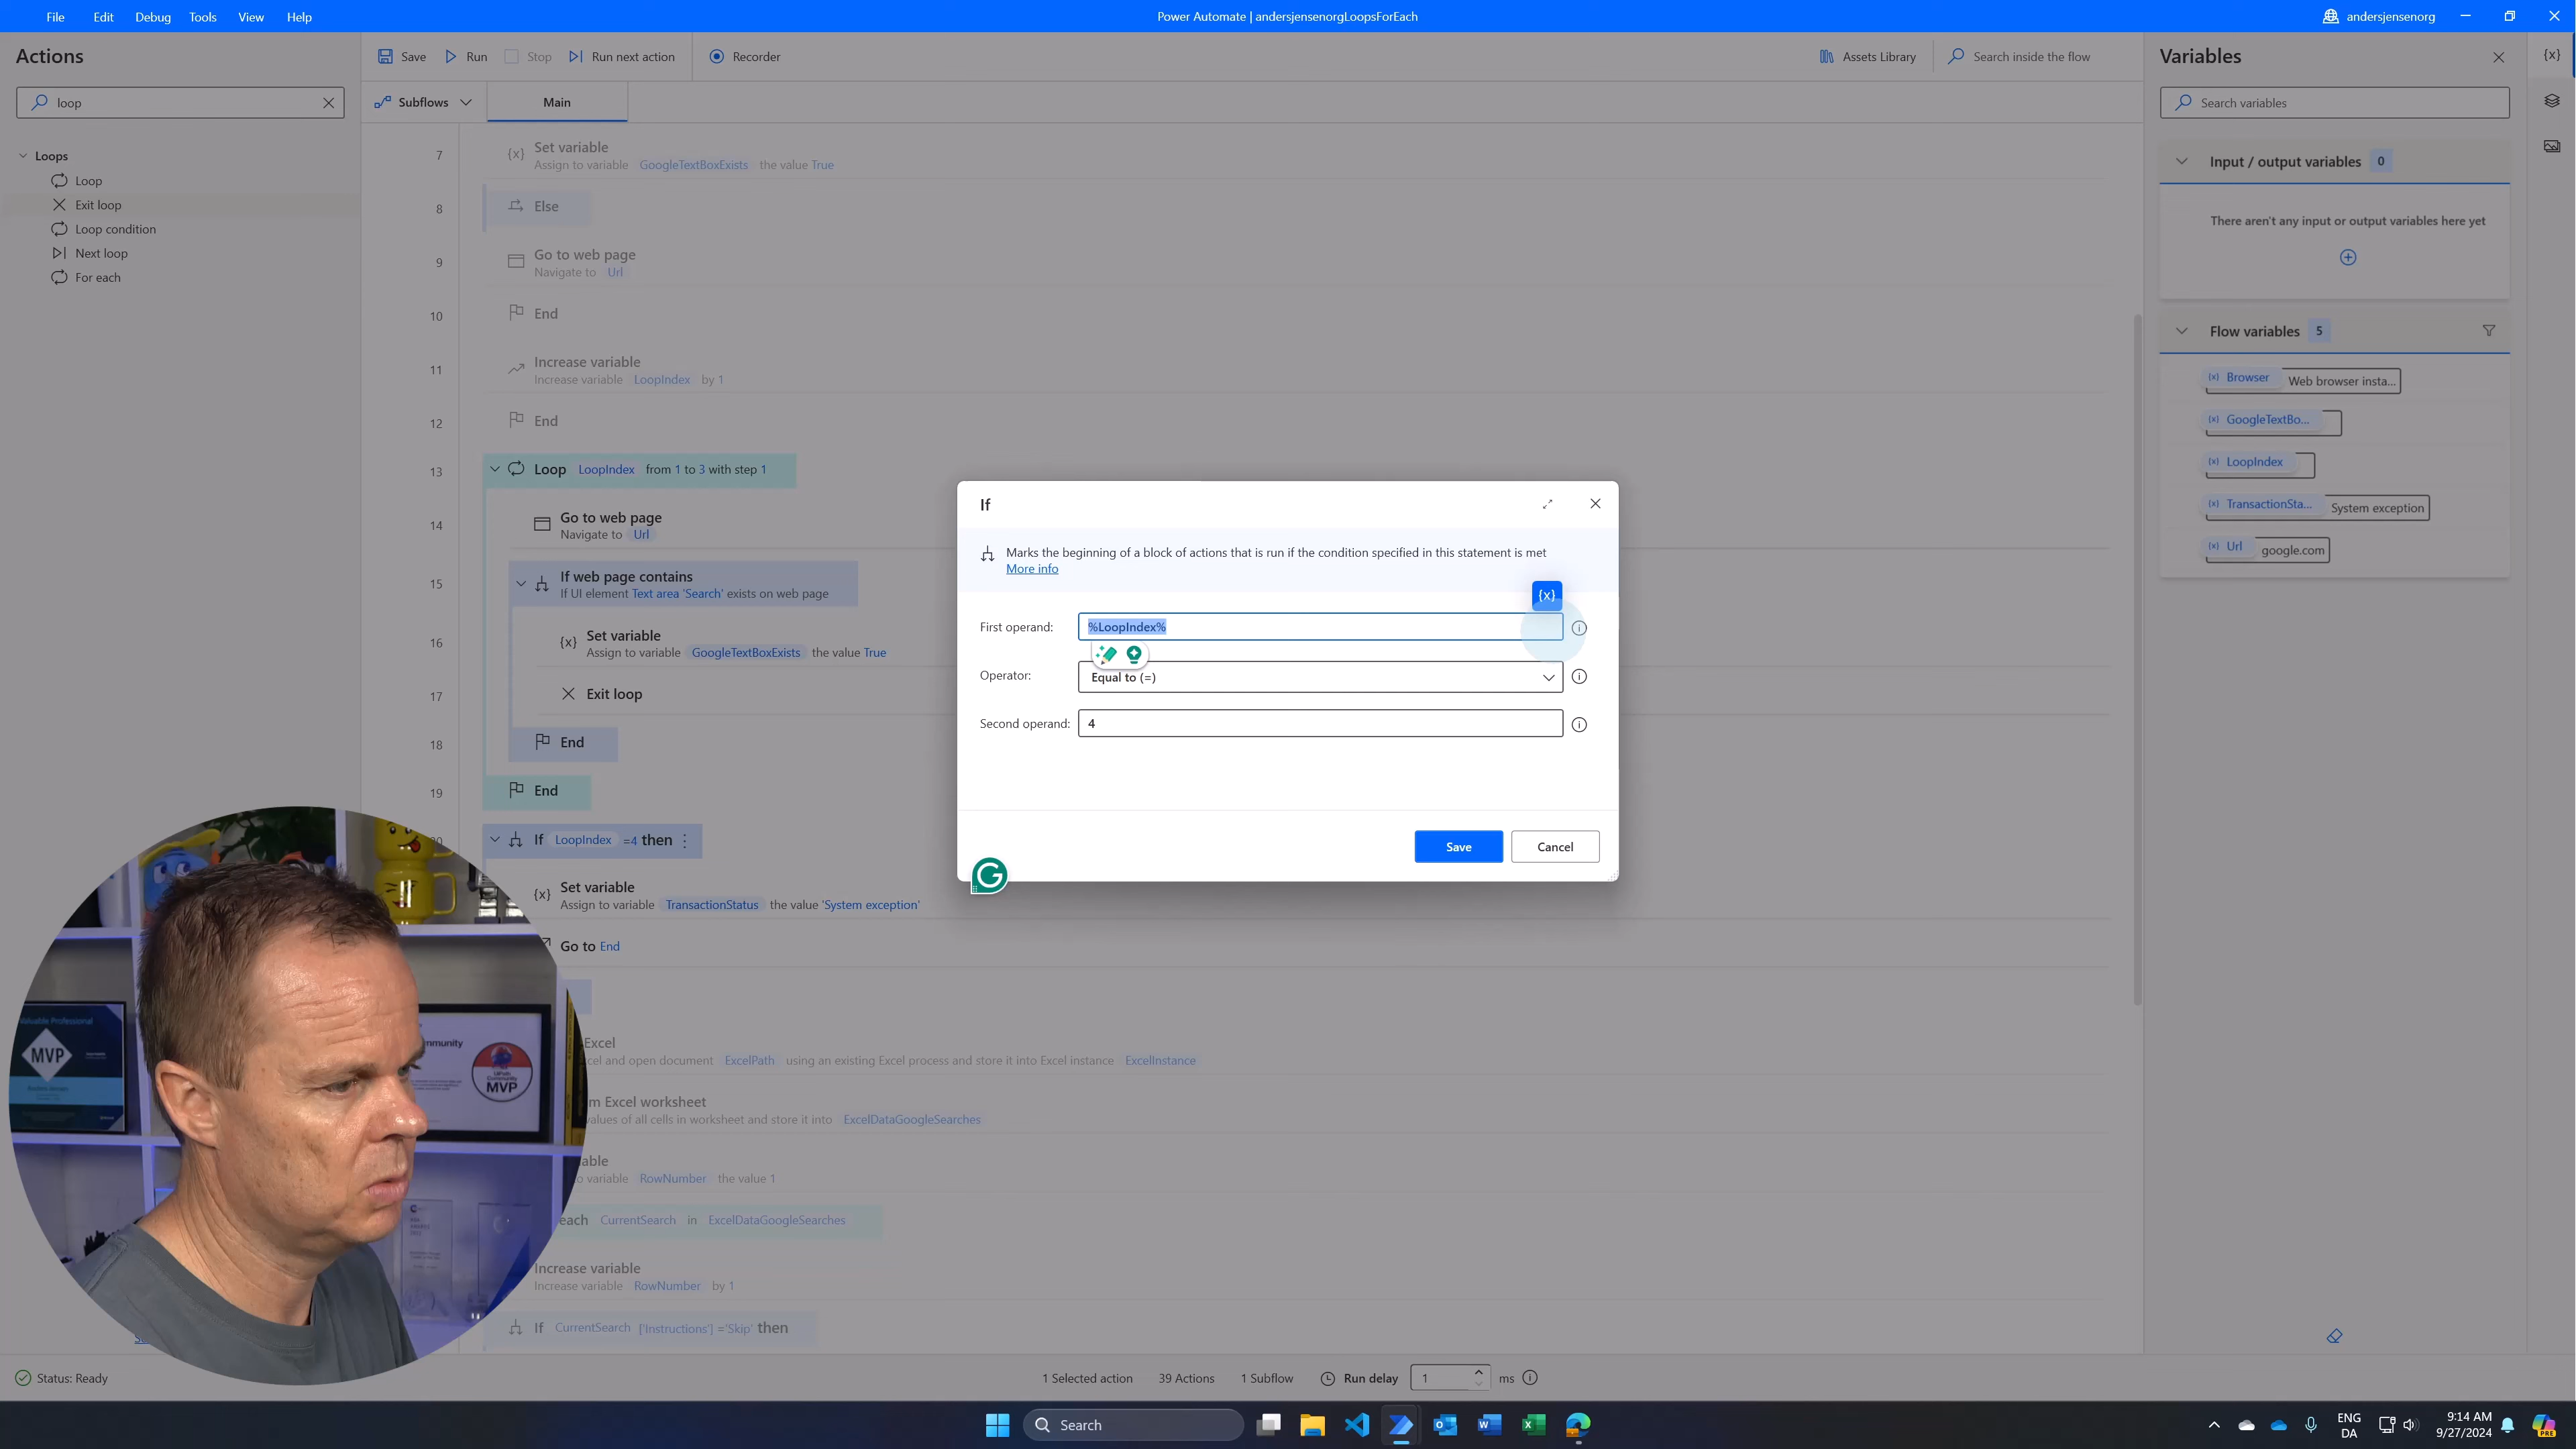 File Edit Debug Tools View Help
Power Automate | andersjensenorgLoopsForEach
andersjensenorg
Actions
loop
Loops
Loop
Exit loop
Loop condition
Next loop
For each
Save Run Stop Run next action Recorder
Assets Library Search inside the flow
Subflows Main
7 {x} Set variable
Assign to variable GoogleTextBoxExists the value True
8 Else
9 Go to web page
Navigate to Url
10 End
11 Increase variable
Increase variable LoopIndex by 1
12 End
13 Loop LoopIndex from 1 to 3 with step 1
14 Go to web page
Navigate to Url
15 If web page contains
If UI element Text area 'Search' exists on web page
16 {x} Set variable
Assign to variable GoogleTextBoxExists the value True
17 Exit loop
18 End
19 End
If LoopIndex =4 then
{x} Set variable
Assign to variable TransactionStatus the value 'System exception'
Go to End
Excel
and open document ExcelPath using an existing Excel process and store it into Excel instance ExcelInstance
Excel worksheet
values of all cells in worksheet and store it into ExcelDataGoogleSearches
variable RowNumber the value 1
each CurrentSearch in ExcelDataGoogleSearches
Increase variable
Increase variable RowNumber by 1
If CurrentSearch ['Instructions'] ='Skip' then
If
Marks the beginning of a block of actions that is run if the condition specified in this statement is met
More info
{x}
First operand: %LoopIndex%
Operator: Equal to (=)
Second operand: 4
Save Cancel
Variables
{x}
Search variables
Input / output variables 0
There aren't any input or output variables here yet
Flow variables 5
{x} Browser Web browser insta...
{x} GoogleTextBo...
{x} LoopIndex
{x} TransactionSta... System exception
{x} Url google.com
Valuable Professional
MVP
MVP
Status: Ready
1 Selected action 39 Actions 1 Subflow Run delay 1 ms
Search
ENG
DA
9:14 AM
9/27/2024
PRE